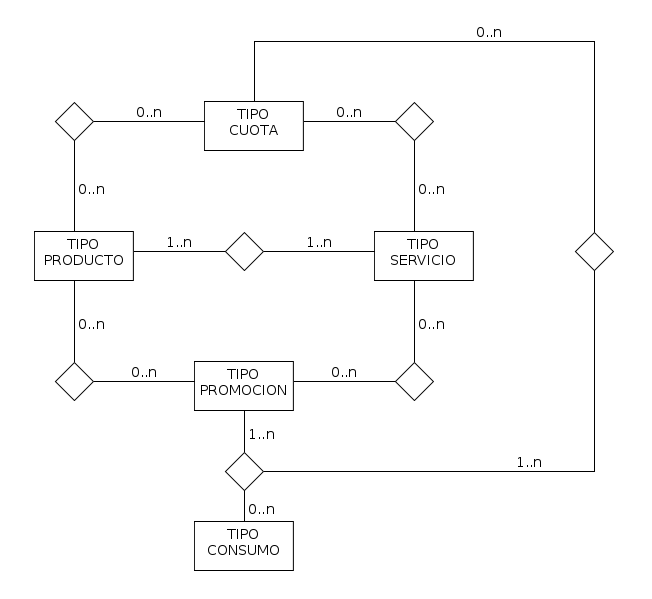 0..n
TIPO
CUOTA
0..n
0..n
0..n
0..n
TIPO
PRODUCTO
1..n
1..n
TIPO
SERVICIO
0..n
0..n
TIPO
PROMOCION
0..n
0..n
1..n
1..n
0..n
TIPO
CONSUMO